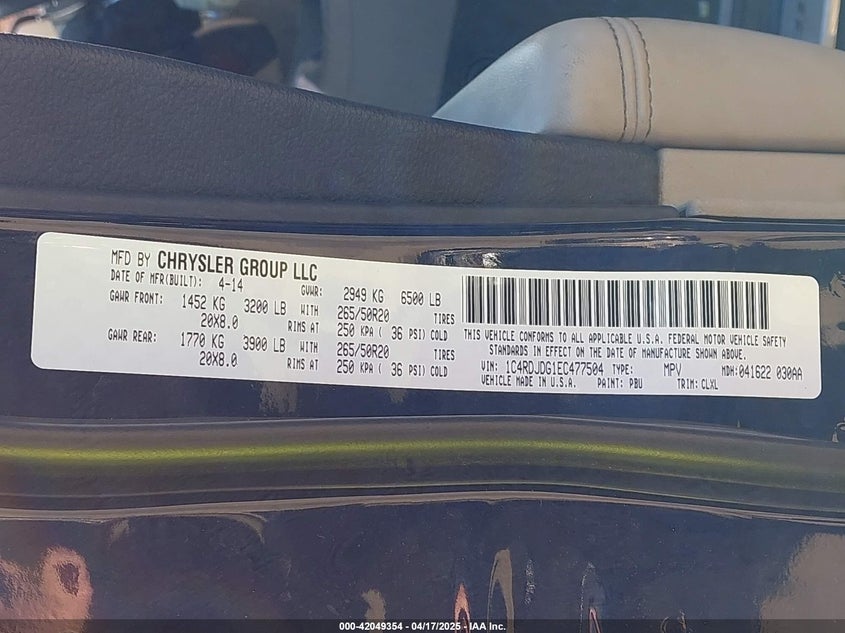 MFD BY CHRYSLER GROUP LLC
DATE OF MFR(BUILT): 4-14 GVWR: 2949 KG 6500 LB
GAWR FRONT: 1452 KG 3200 LB WITH 265/50R20 TIRES
20X8.0 RIMS AT 250 KPA ( 36 PSI) COLD
GAWR REAR: 1770 KG 3900 LB WITH 265/50R20 TIRES
20X8.0 RIMS AT 250 KPA ( 36 PSI) COLD
THIS VEHICLE CONFORMS TO ALL APPLICABLE U.S.A. FEDERAL MOTOR VEHICLE SAFETY
STANDARDS IN EFFECT ON THE DATE OF MANUFACTURE SHOWN ABOVE.
VIN: 1C4RDJDG1EC477504 TYPE: MPV MDH:041622 030AA
VEHICLE MADE IN U.S.A. PAINT: PBU TRIM: CLXL
000-42049354 - 04/17/2025 - IAA Inc.